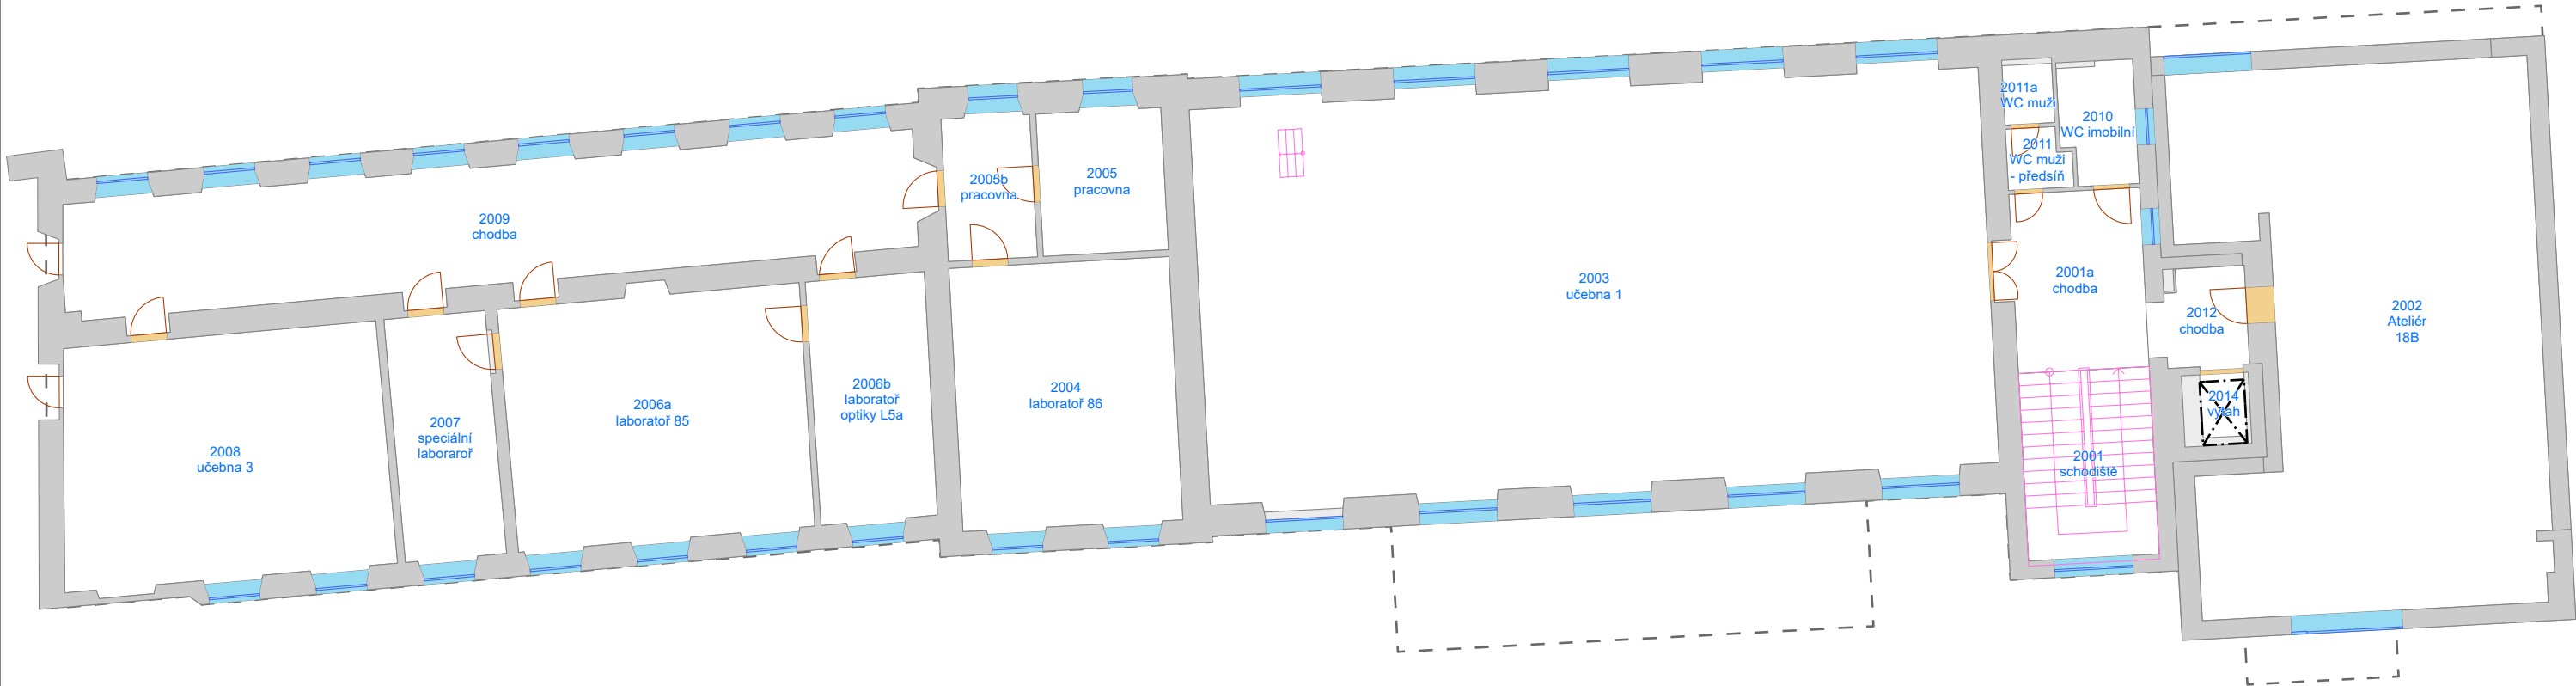 2009
chodba
2008
učebna 3
2007
speciální
laboraroř
2006a
laboratoř 85
2006b
laboratoř
optiky L5a
2005b
pracovna
2005
pracovna
2004
laboratoř 86
2003
učebna 1
2011a
WC muži
2011
WC muži
- předsíň
2010
WC imobilní
2001a
chodba
2012
chodba
2014
výtah
2001
schodiště
2002
Ateliér
18B